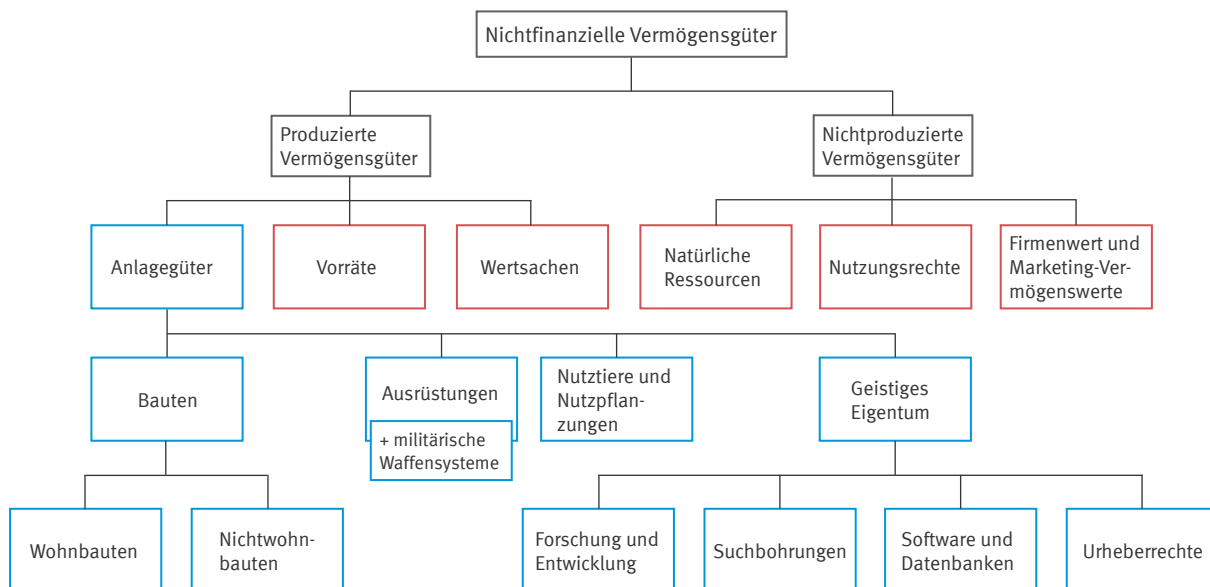 Nichtfinanzielle Vermögensgüter
Produzierte
Vermögensgüter
Nichtproduzierte
Vermögensgüter
Anlagegüter
Vorräte
Wertsachen
Natürliche
Ressourcen
Nutzungsrechte
Firmenwert und
Marketing-Ver-
mögenswerte
Bauten
Ausrüstungen
+ militärische
Waffensysteme
Nutztiere und
Nutzpflan-
zungen
Geistiges
Eigentum
Wohnbauten
Nichtwohn-
bauten
Forschung und
Entwicklung
Suchbohrungen
Software und
Datenbanken
Urheberrechte